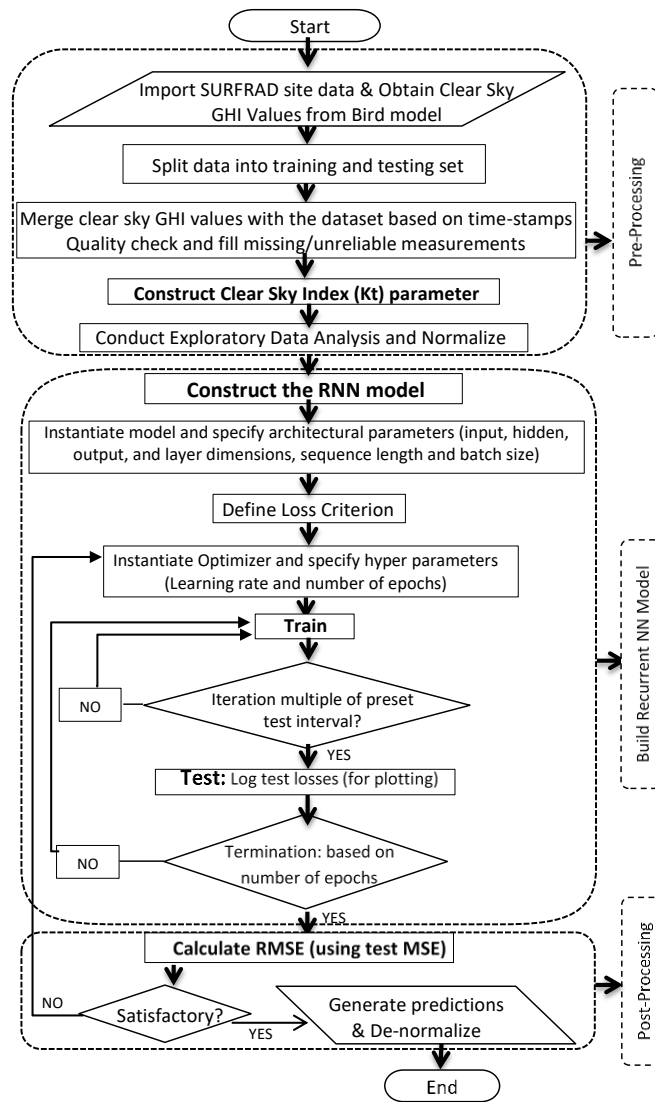 Start
Import SURFRAD site data & Obtain Clear Sky
GHI Values from Bird model
Split data into training and testing set
Merge clear sky GHI values with the dataset based on time-stamps
Quality check and fill missing/unreliable measurements
Construct Clear Sky Index (Kt) parameter
Conduct Exploratory Data Analysis and Normalize
Pre-Processing
Construct the RNN model
Instantiate model and specify architectural parameters (input, hidden,
output, and layer dimensions, sequence length and batch size)
Define Loss Criterion
Instantiate Optimizer and specify hyper parameters
(Learning rate and number of epochs)
Train
NO
Iteration multiple of preset
test interval?
YES
Test: Log test losses (for plotting)
NO
Termination: based on
number of epochs
YES
Build Recurrent NN Model
Calculate RMSE (using test MSE)
NO
Satisfactory?
YES
Generate predictions
& De-normalize
Post-Processing
End